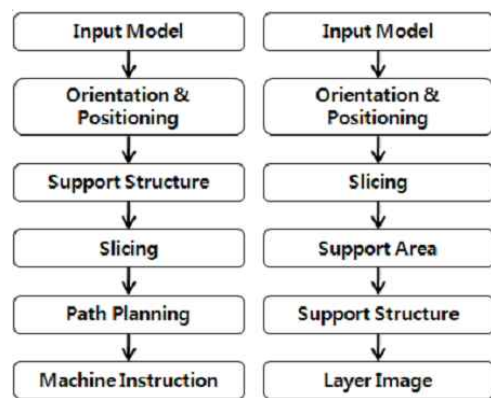 Input Model
Orientation &
Positioning
Support Structure
Slicing
Path Planning
Machine Instruction
Input Model
Orientation &
Positioning
Slicing
Support Area
Support Structure
Layer Image